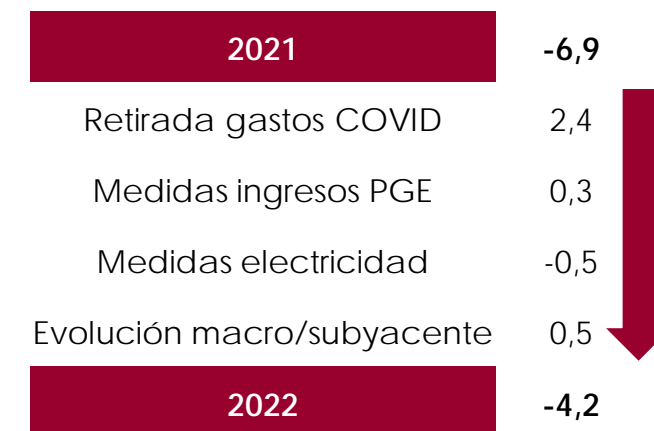 2021 -6,9
Retirada gastos COVID 2,4
Medidas ingresos PGE 0,3
Medidas electricidad -0,5
Evolución macro/subyacente 0,5
2022 -4,2